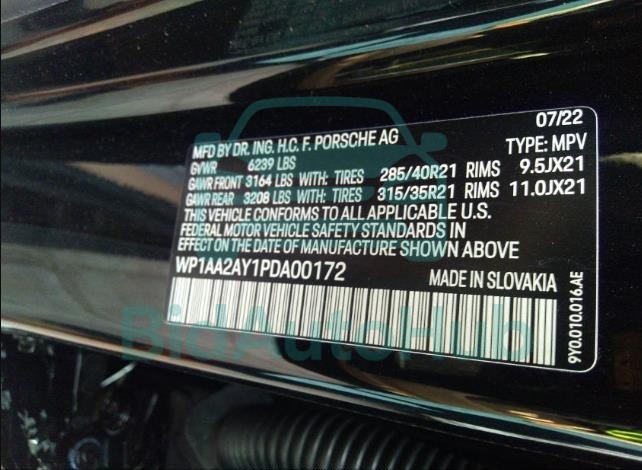 07/22
MFD BY DR. ING. H.C. F. PORSCHE AG
GVWR 6239 LBS TYPE: MPV
GAWR FRONT 3164 LBS WITH: TIRES 285/40R21 RIMS 9.5JX21
GAWR REAR 3208 LBS WITH: TIRES 315/35R21 RIMS 11.0JX21
THIS VEHICLE CONFORMS TO ALL APPLICABLE U.S.
FEDERAL MOTOR VEHICLE SAFETY STANDARDS IN
EFFECT ON THE DATE OF MANUFACTURE SHOWN ABOVE
WP1AA2AY1PDA00172 MADE IN SLOVAKIA
9Y0.010.016.AE
BidAutoHub